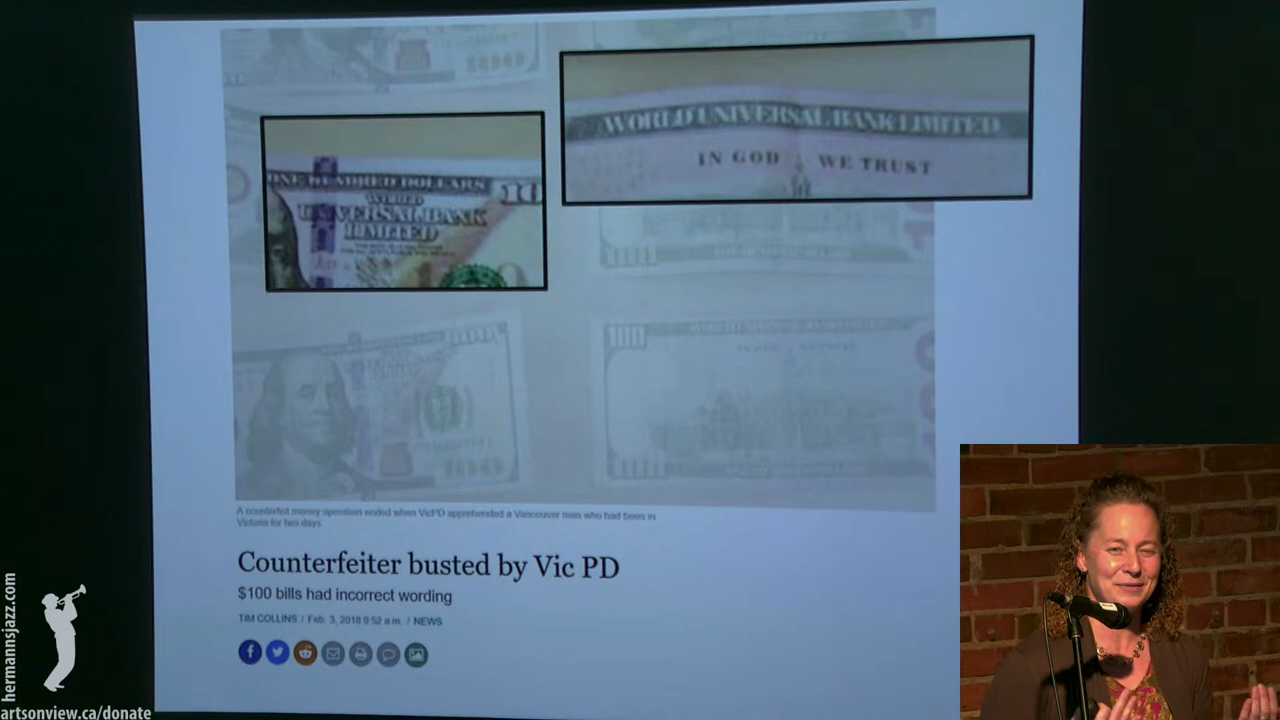 WORLD UNIVERSAL BANK LIMITED
IN GOD WE TRUST
ONE HUNDRED DOLLARS
WORLD
UNIVERSAL BANK
LIMITED
A counterfeit money operation ended when VicPD apprehended a Vancouver man who had been in
Victoria for two days
Counterfeiter busted by Vic PD
$100 bills had incorrect wording
TIM COLLINS / Feb. 3, 2018 9:52 a.m. / NEWS
hermannsjazz.com
artsonview.ca/donate